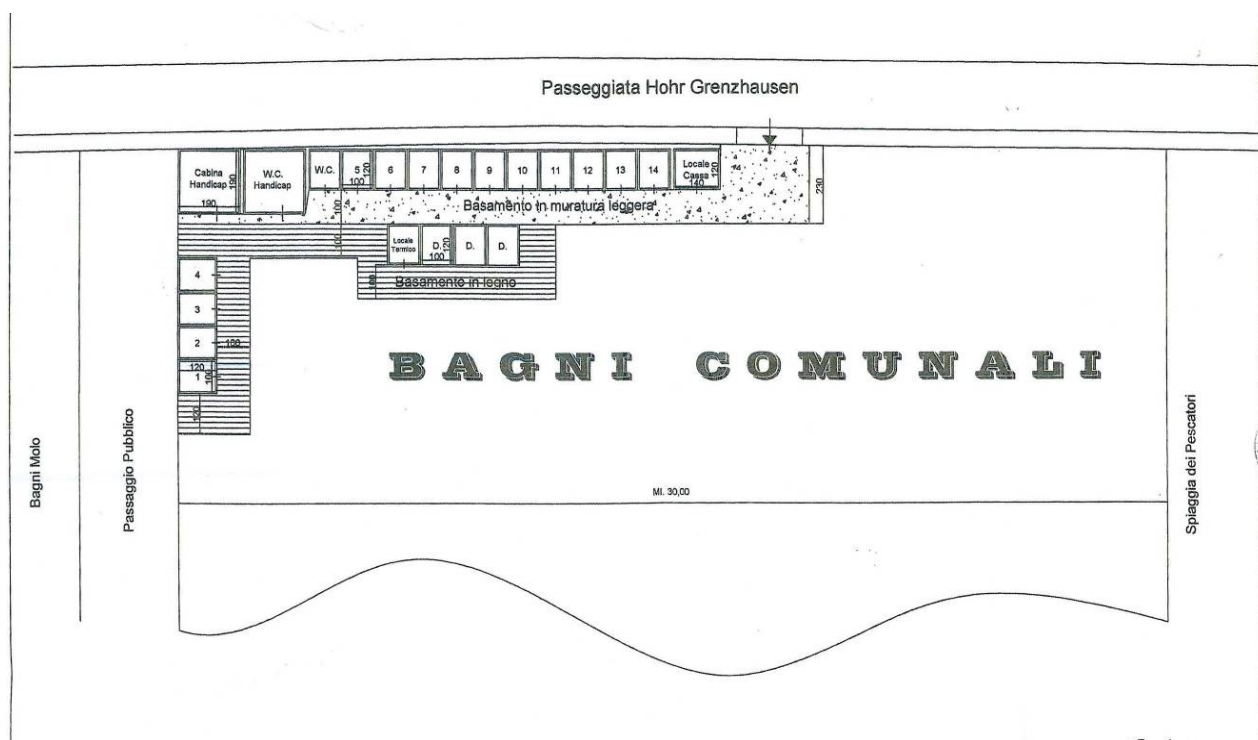 Passeggiata Hohr Grenzhausen
Cabina
Handicap
190
190
W.C.
Handicap
W.C.
5
120
100
6
7
8
9
10
11
12
13
14
Locale
Cassa
120
140
230
Basamento in muratura leggera
100
100
Locale
Termico
D.
120
100
D.
D.
100
Basamento in legno
4
3
2
100
120
1
100
120
BAGNI COMUNALI
Bagni Molo
Passaggio Pubblico
Ml. 30,00
Spiaggia dei Pescatori